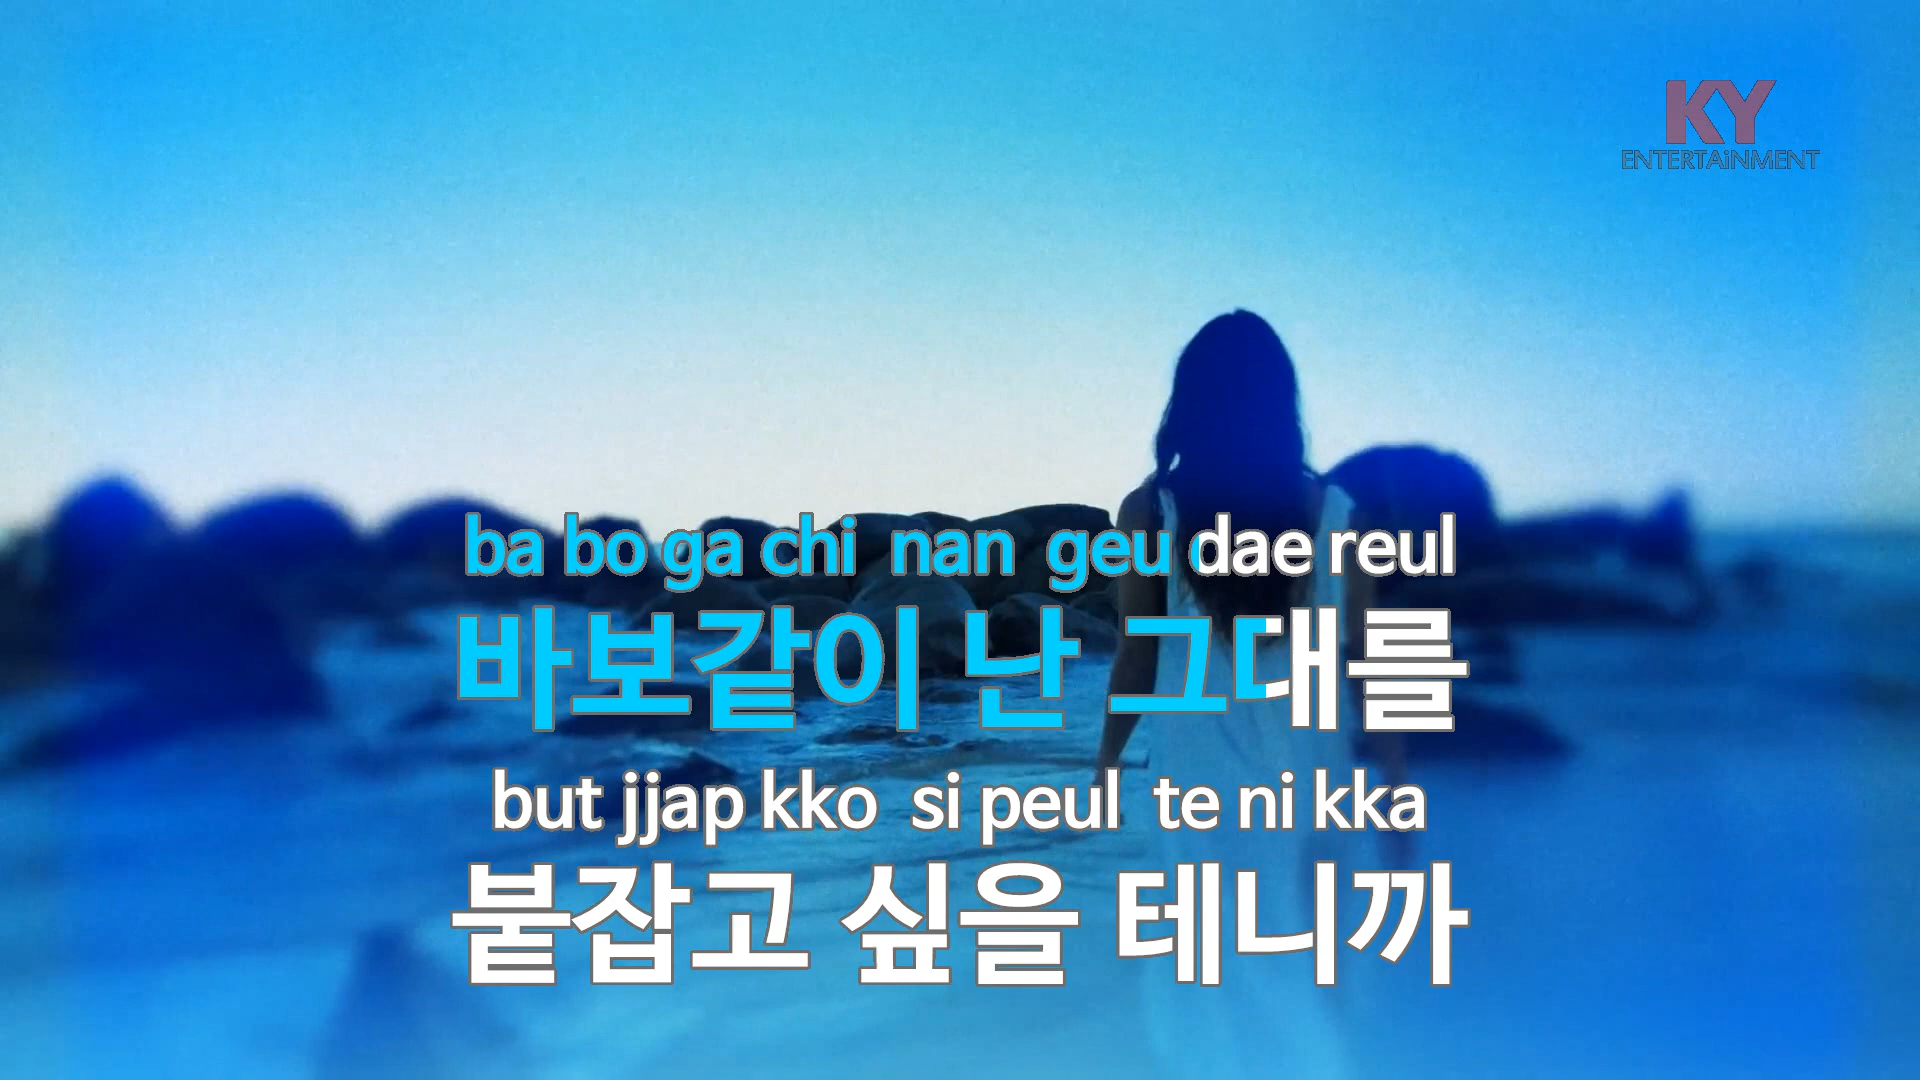 KY
ENTERTAiNMENT
ba bo ga chi nan geu dae reul
바보같이 난 그대를
but jjap kko si peul te ni kka
붙잡고 싶을 테니까